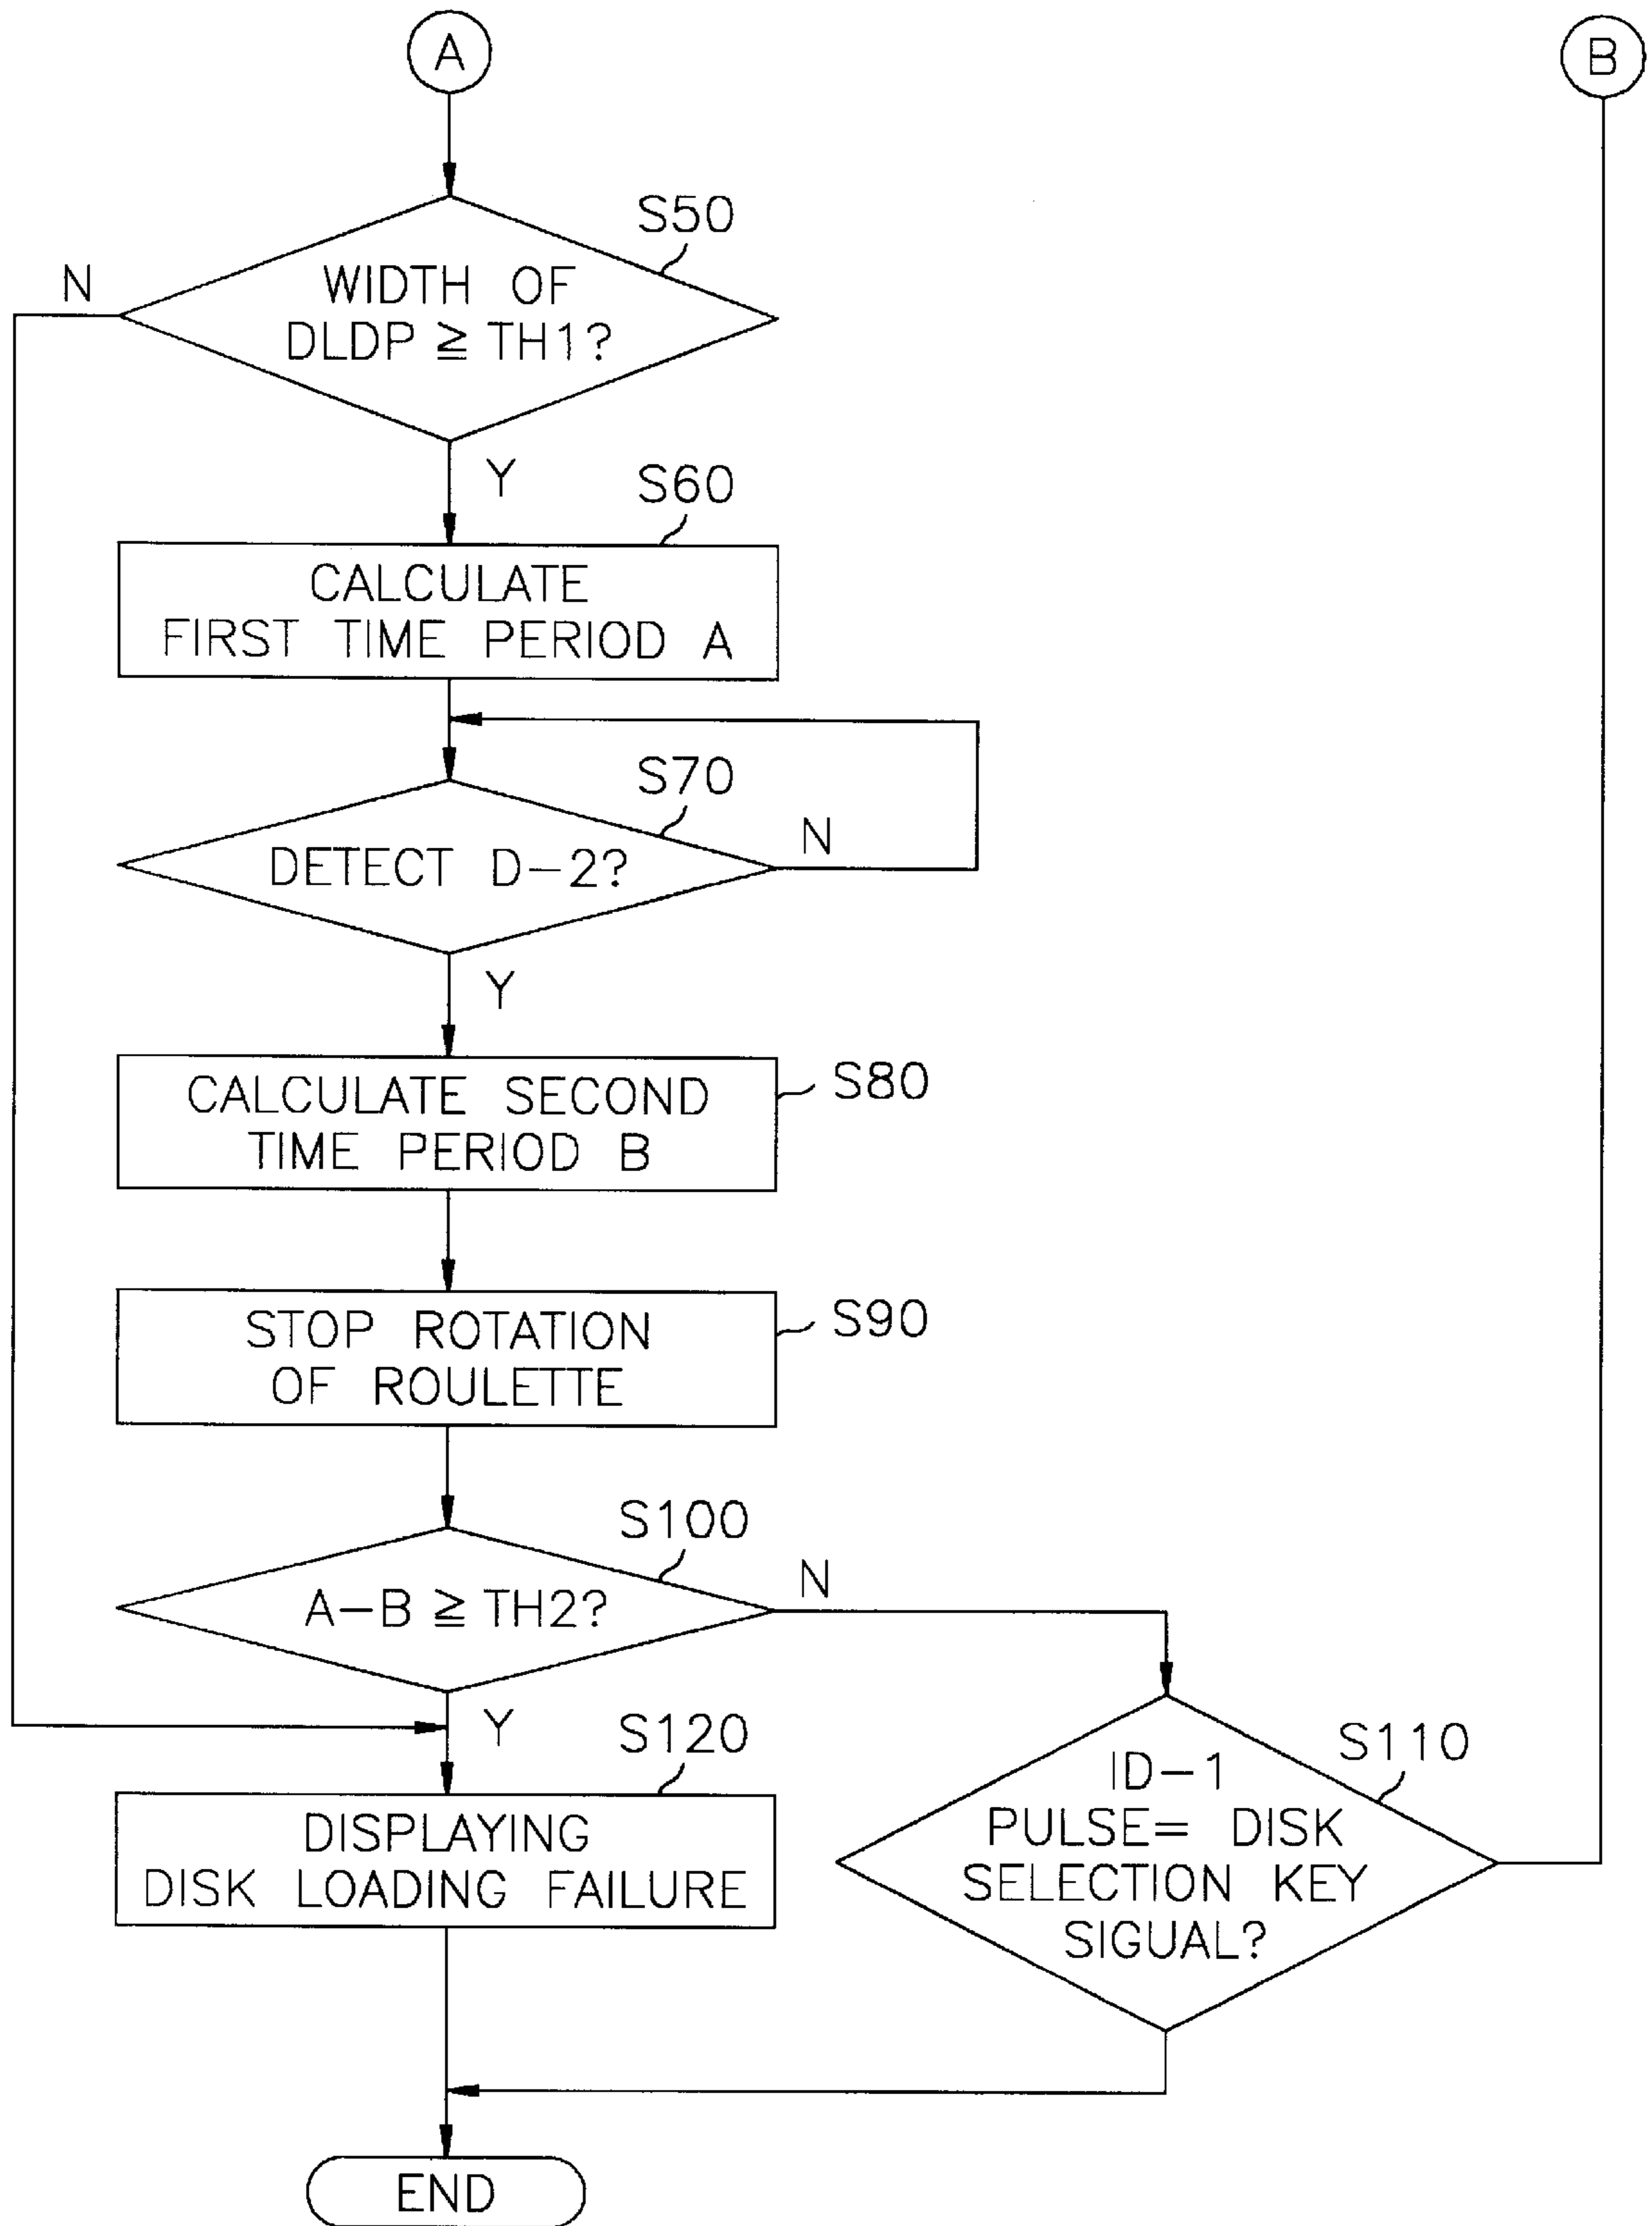 A
B
S50
N
WIDTH OF
DLDP ≧ TH1?
Y
S60
CALCULATE
FIRST TIME PERIOD A
S70
N
DETECT D-2?
Y
CALCULATE SECOND
TIME PERIOD B
S80
STOP ROTATION
OF ROULETTE
S90
S100
N
A-B ≧ TH2?
Y
S120
S110
DISPLAYING
DISK LOADING FAILURE
ID-1
PULSE= DISK
SELECTION KEY
SIGUAL?
END